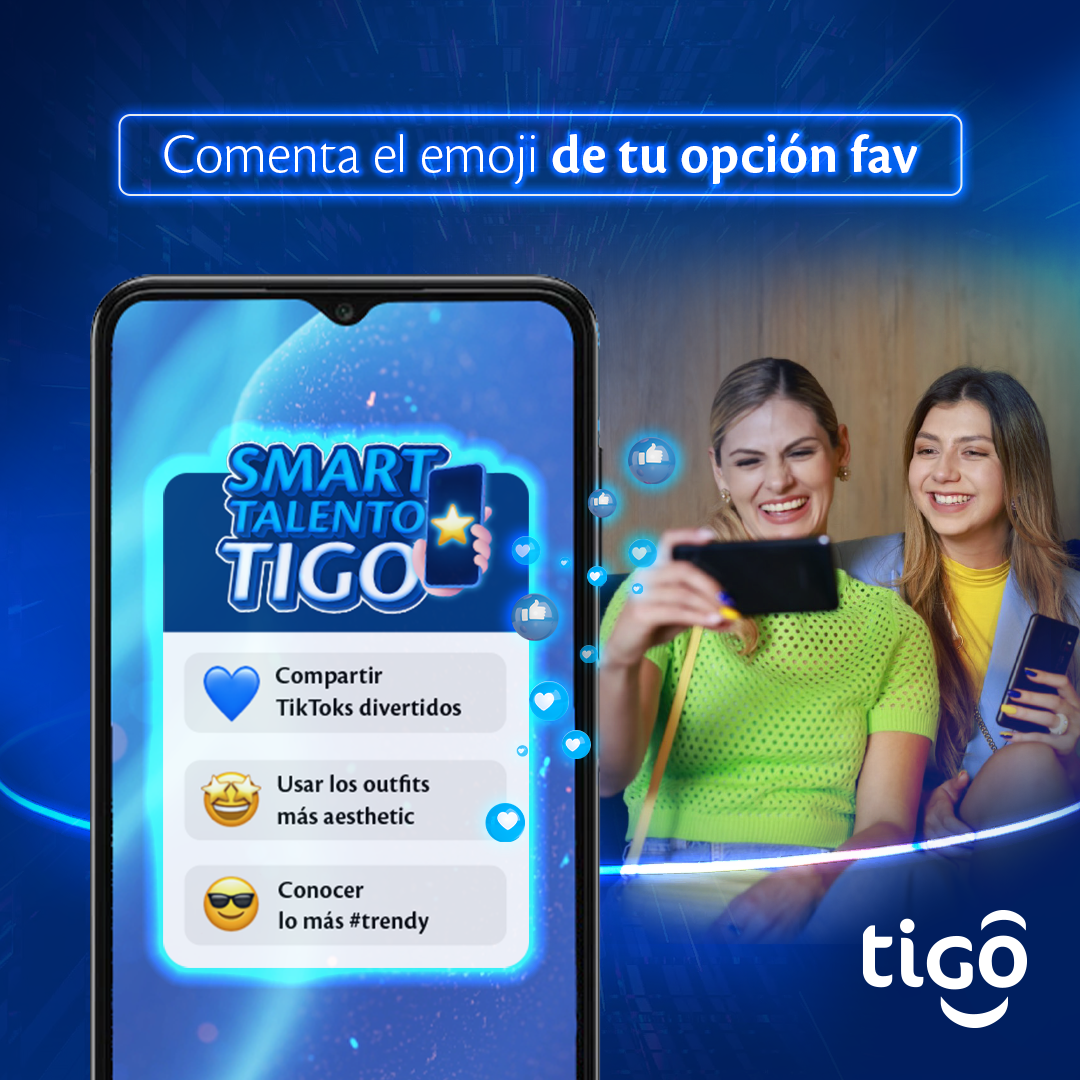 Comenta el emoji de tu opción fav
SMART
TALENTO
TIGO
Compartir
TikToks divertidos
Usar los outfits
más aesthetic
Conocer
lo más #trendy
tigo